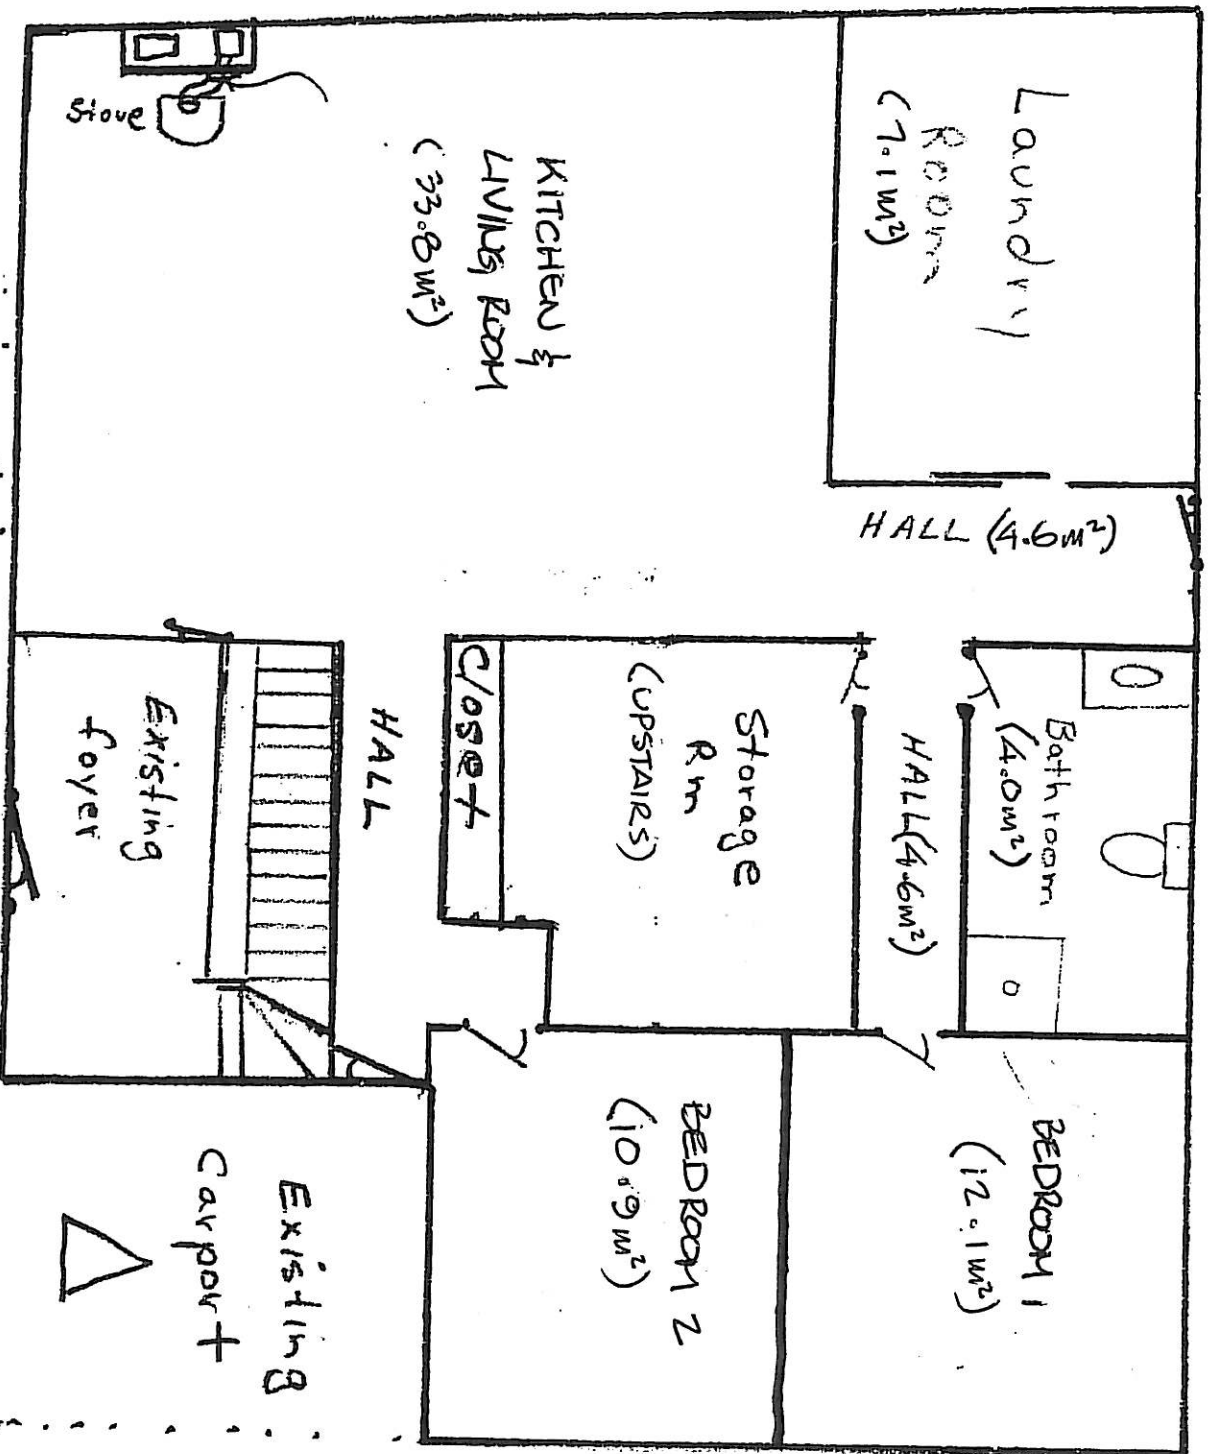 Laundry
Room
(7.1m²)
Stove
KITCHEN &
LIVING ROOM
(33.8m²)
HALL (4.6m²)
Bathroom
(4.0m²)
HALL (4.6m²)
Storage
Rm
(UPSTAIRS)
Closet
HALL
Existing
foyer
BEDROOM 1
(12.1m²)
BEDROOM 2
(10.9m²)
Existing
Carport